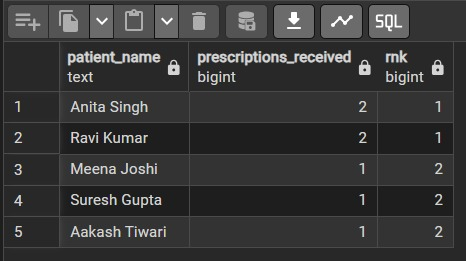 SQL
patient_name prescriptions_received rnk
text bigint bigint
1 Anita Singh 2 1
2 Ravi Kumar 2 1
3 Meena Joshi 1 2
4 Suresh Gupta 1 2
5 Aakash Tiwari 1 2